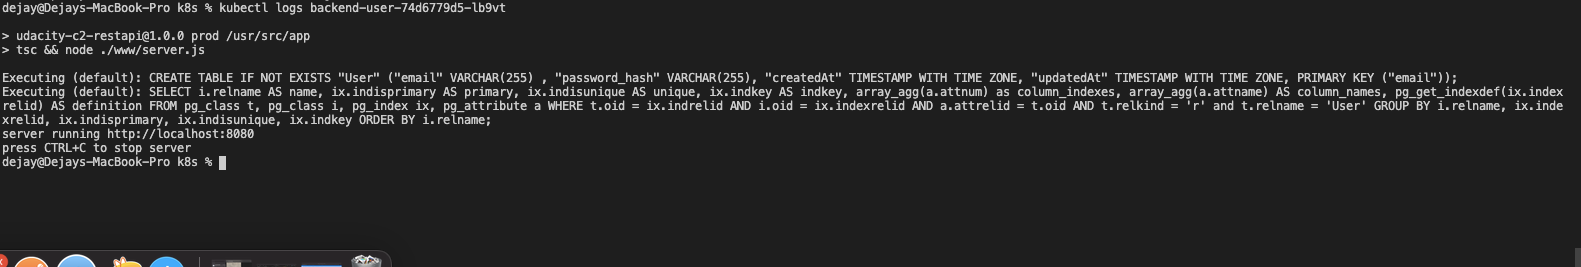 dejay@Dejays-MacBook-Pro k8s % kubectl logs backend-user-74d6779d5-lb9vt
> udacity-c2-restapi@1.0.0 prod /usr/src/app
> tsc && node ./www/server.js
Executing (default): CREATE TABLE IF NOT EXISTS "User" ("email" VARCHAR(255) , "password_hash" VARCHAR(255), "createdAt" TIMESTAMP WITH TIME ZONE, "updatedAt" TIMESTAMP WITH TIME ZONE, PRIMARY KEY ("email"));
Executing (default): SELECT i.relname AS name, ix.indisprimary AS primary, ix.indisunique AS unique, ix.indkey AS indkey, array_agg(a.attnum) as column_indexes, array_agg(a.attname) AS column_names, pg_get_indexdef(ix.index
relid) AS definition FROM pg_class t, pg_class i, pg_index ix, pg_attribute a WHERE t.oid = ix.indrelid AND i.oid = ix.indexrelid AND a.attrelid = t.oid AND t.relkind = 'r' and t.relname = 'User' GROUP BY i.relname, ix.inde
xrelid, ix.indisprimary, ix.indisunique, ix.indkey ORDER BY i.relname;
server running http://localhost:8080
press CTRL+C to stop server
dejay@Dejays-MacBook-Pro k8s %